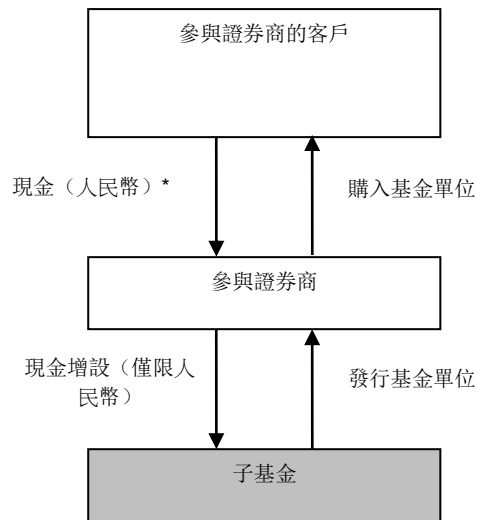 參與證券商的客戶
現金（人民幣）*
購入基金單位
參與證券商
現金增設（僅限人
民幣）
發行基金單位
子基金